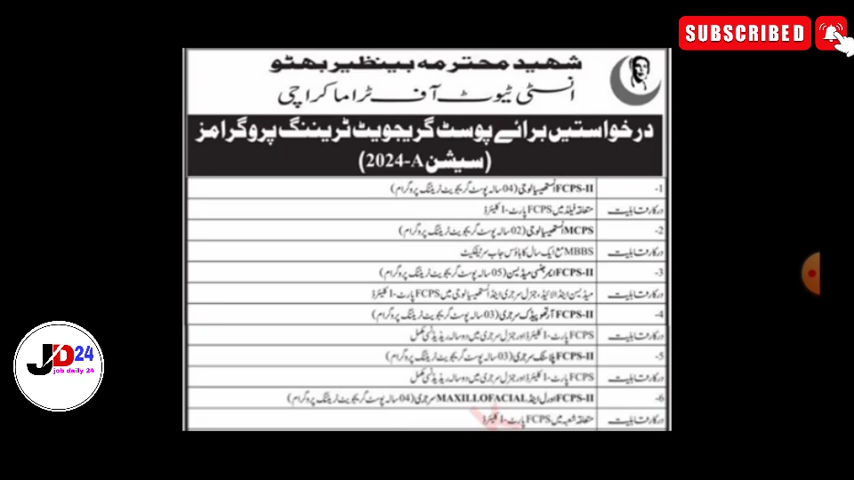 SUBSCRIBED
شہید محترمہ بینظیر بھٹو
انسٹی ٹیوٹ آف ٹراما کراچی
درخواستیں برائے پوسٹ گریجویٹ ٹریننگ پروگرامز
(سیشن 2024-A)
-1 FCPS-II انستھیسیالوجی (04 سالہ پوسٹ گریجویٹ ٹریننگ پروگرام)
درکار قابلیت متعلقہ فیلڈ میں FCPS پارٹ-I کلیئرڈ
-2 MCPS انستھیسیالوجی (02 سالہ پوسٹ گریجویٹ ٹریننگ پروگرام)
درکار قابلیت MBBS مع ایک سال کا ہاؤس جاب سرٹیفکیٹ
-3 FCPS-II ایمرجنسی میڈیسن (05 سالہ پوسٹ گریجویٹ ٹریننگ پروگرام)
درکار قابلیت میڈیسن اینڈ الائیڈ، جنرل سرجری اینڈ انستھیسیالوجی میں FCPS پارٹ-I کلیئرڈ
-4 FCPS-II آرتھوپیڈک سرجری (03 سالہ پوسٹ گریجویٹ ٹریننگ پروگرام)
درکار قابلیت FCPS پارٹ-I کلیئرڈ اور جنرل سرجری میں دو سالہ ریذیڈنسی مکمل
-5 FCPS-II پلاسٹک سرجری (03 سالہ پوسٹ گریجویٹ ٹریننگ پروگرام)
درکار قابلیت FCPS پارٹ-I کلیئرڈ اور جنرل سرجری میں دو سالہ ریذیڈنسی مکمل
-6 FCPS-II اورل اینڈ MAXILLOFACIAL سرجری (04 سالہ پوسٹ گریجویٹ ٹریننگ پروگرام)
درکار قابلیت متعلقہ شعبہ میں FCPS پارٹ-I کلیئرڈ
JD24
job daily 24